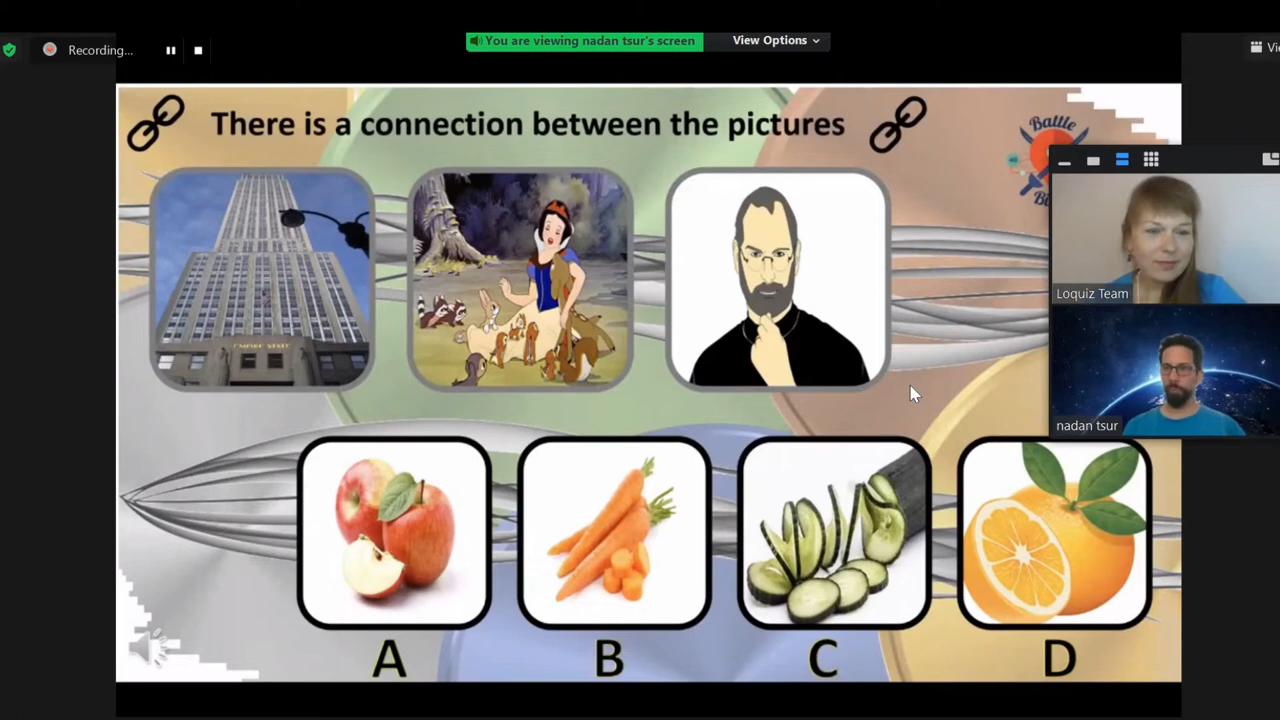 Recording...
You are viewing nadan tsur's screen
View Options
There is a connection between the pictures
Battle
EMPIRE STATE
Loquiz Team
nadan tsur
A
B
C
D